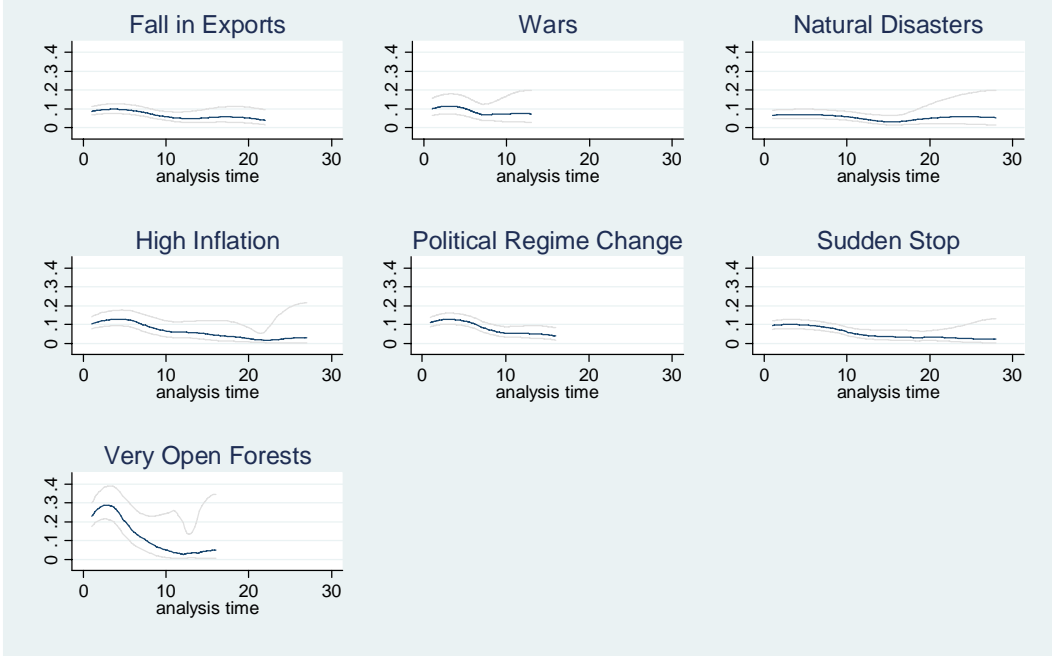 Fall in Exports
Wars
Natural Disasters
0 .1 .2 .3 .4
0 .1 .2 .3 .4
0 .1 .2 .3 .4
0 10 20 30
0 10 20 30
0 10 20 30
analysis time
analysis time
analysis time
High Inflation
Political Regime Change
Sudden Stop
0 .1 .2 .3 .4
0 .1 .2 .3 .4
0 .1 .2 .3 .4
0 10 20 30
0 10 20 30
0 10 20 30
analysis time
analysis time
analysis time
Very Open Forests
0 .1 .2 .3 .4
0 10 20 30
analysis time